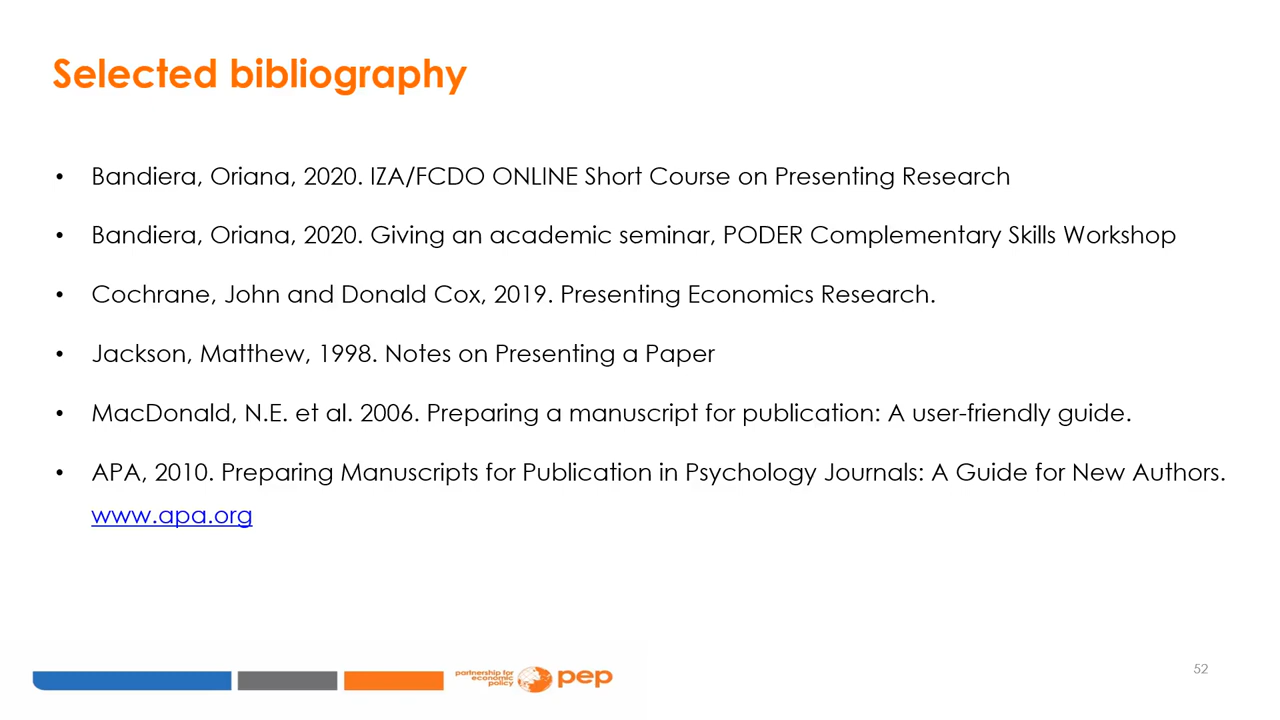 Selected bibliography
• Bandiera, Oriana, 2020. IZA/FCDO ONLINE Short Course on Presenting Research
• Bandiera, Oriana, 2020. Giving an academic seminar, PODER Complementary Skills Workshop
• Cochrane, John and Donald Cox, 2019. Presenting Economics Research.
• Jackson, Matthew, 1998. Notes on Presenting a Paper
• MacDonald, N.E. et al. 2006. Preparing a manuscript for publication: A user-friendly guide.
• APA, 2010. Preparing Manuscripts for Publication in Psychology Journals: A Guide for New Authors.
www.apa.org
partnership for
economic
policy
pep
52